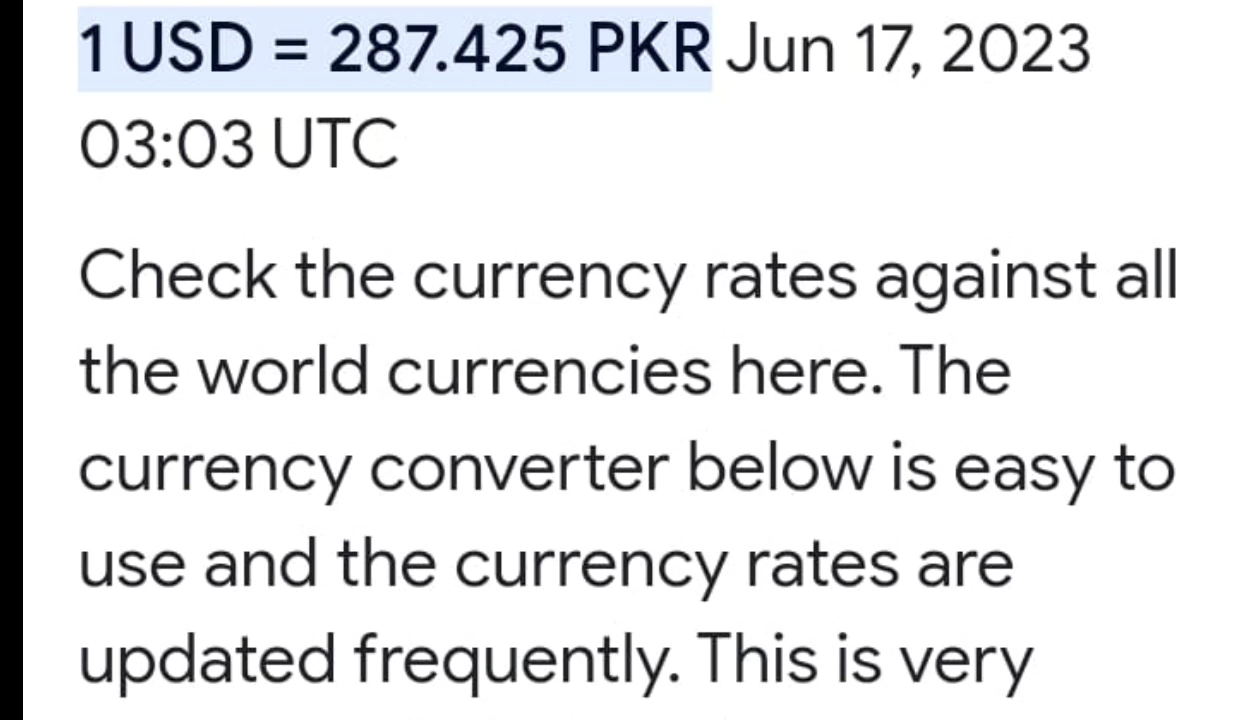 1 USD = 287.425 PKR Jun 17, 2023
03:03 UTC
Check the currency rates against all
the world currencies here. The
currency converter below is easy to
use and the currency rates are
updated frequently. This is very